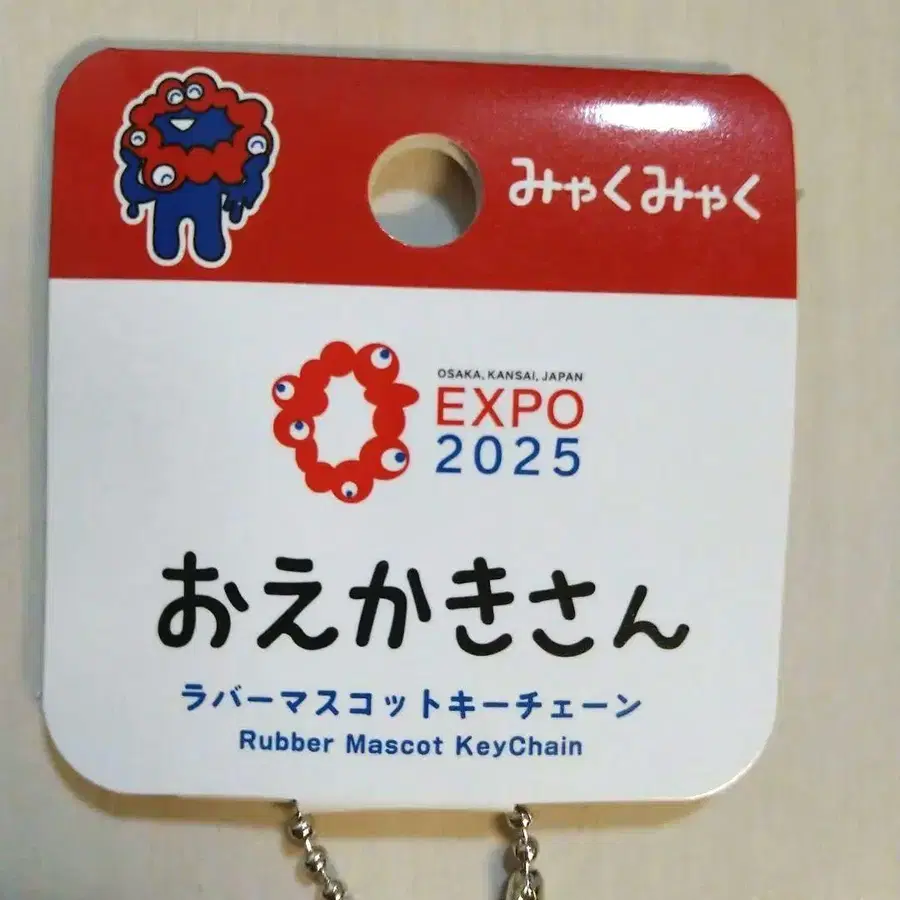 みゃくみゃく
OSAKA, KANSAI, JAPAN
EXPO
2025
おえかきさん
ラバーマスコットキーチェーン
Rubber Mascot KeyChain